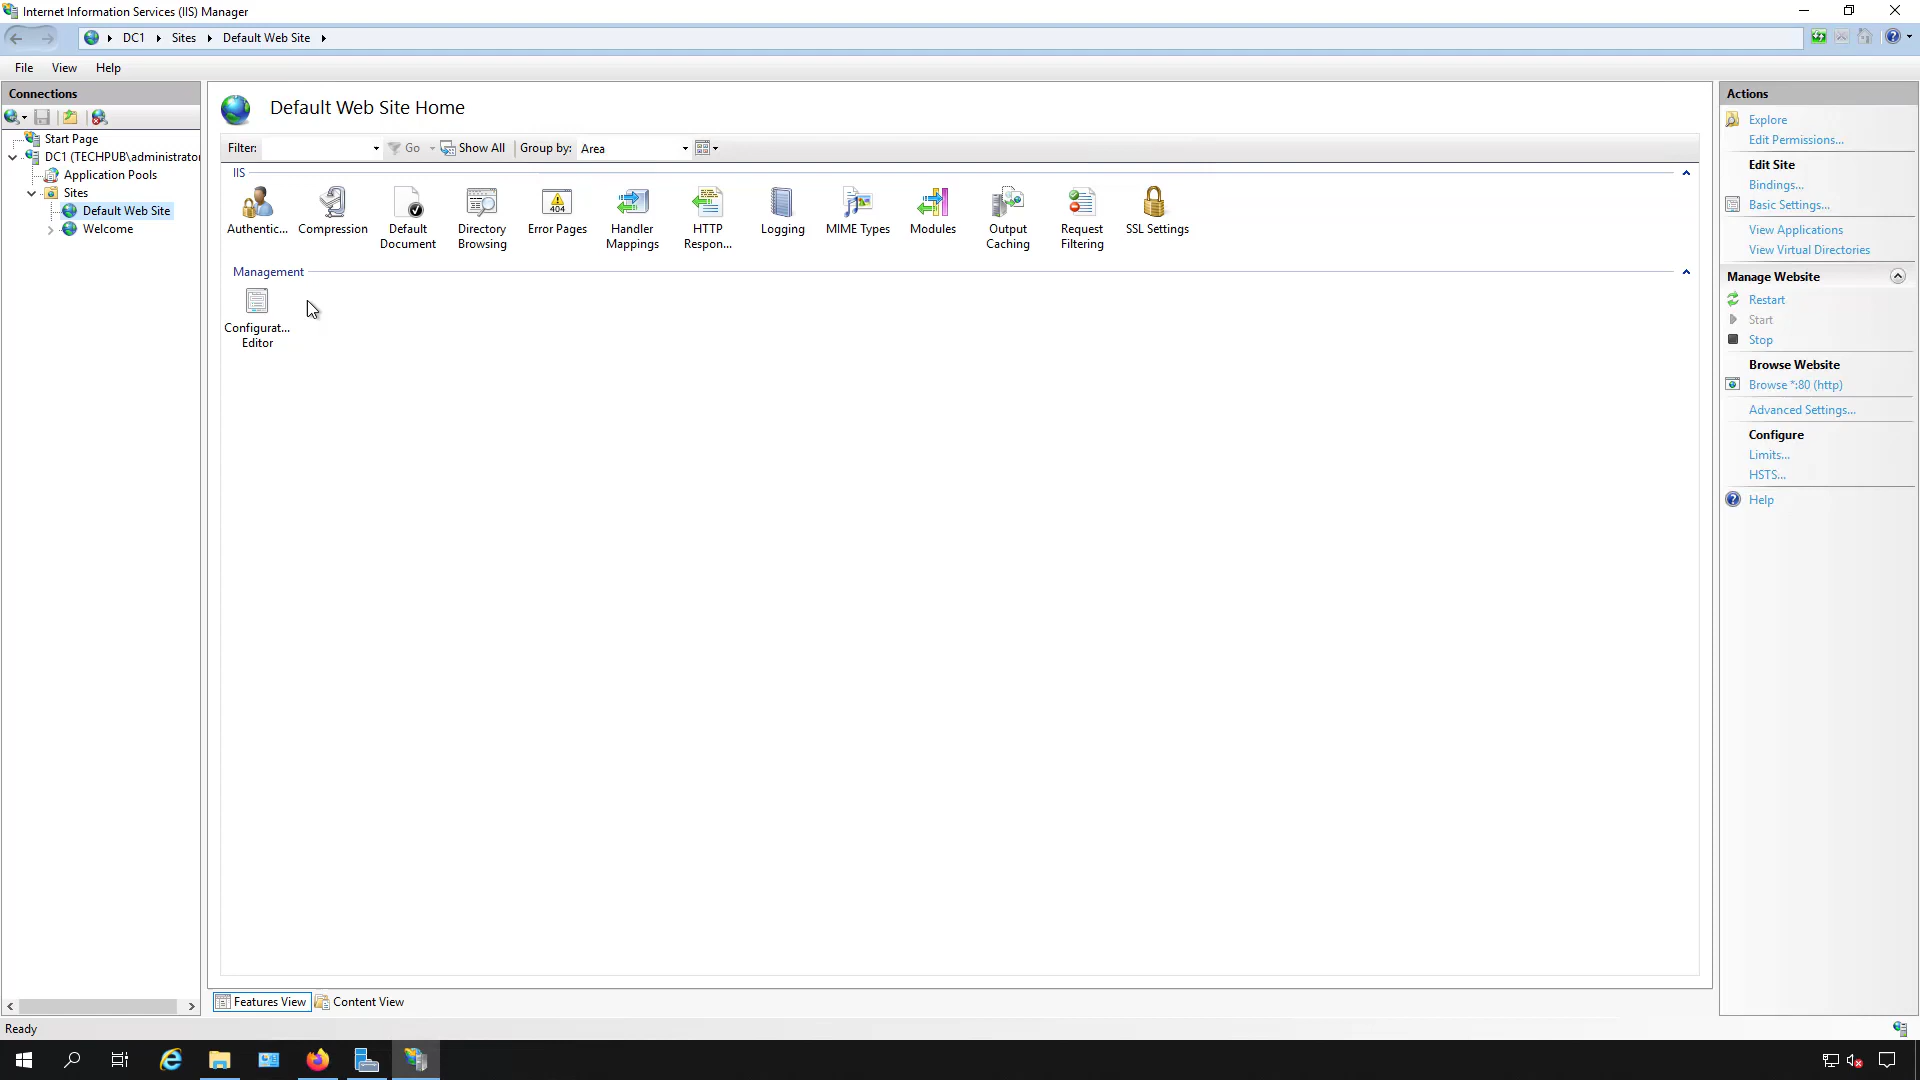 Internet Information Services (IIS) Manager
DC1 Sites Default Web Site
File View Help
Connections
Start Page
DC1 (TECHPUB\administrator
Application Pools
Sites
Default Web Site
Welcome
Default Web Site Home
Filter: Go Show All Group by: Area
IIS
Authentic... Compression Default Document Directory Browsing Error Pages Handler Mappings HTTP Respon... Logging MIME Types Modules Output Caching Request Filtering SSL Settings
404
Management
Configurat...
Editor
Features View Content View
Actions
Explore
Edit Permissions...
Edit Site
Bindings...
Basic Settings...
View Applications
View Virtual Directories
Manage Website
Restart
Start
Stop
Browse Website
Browse *:80 (http)
Advanced Settings...
Configure
Limits...
HSTS...
Help
Ready